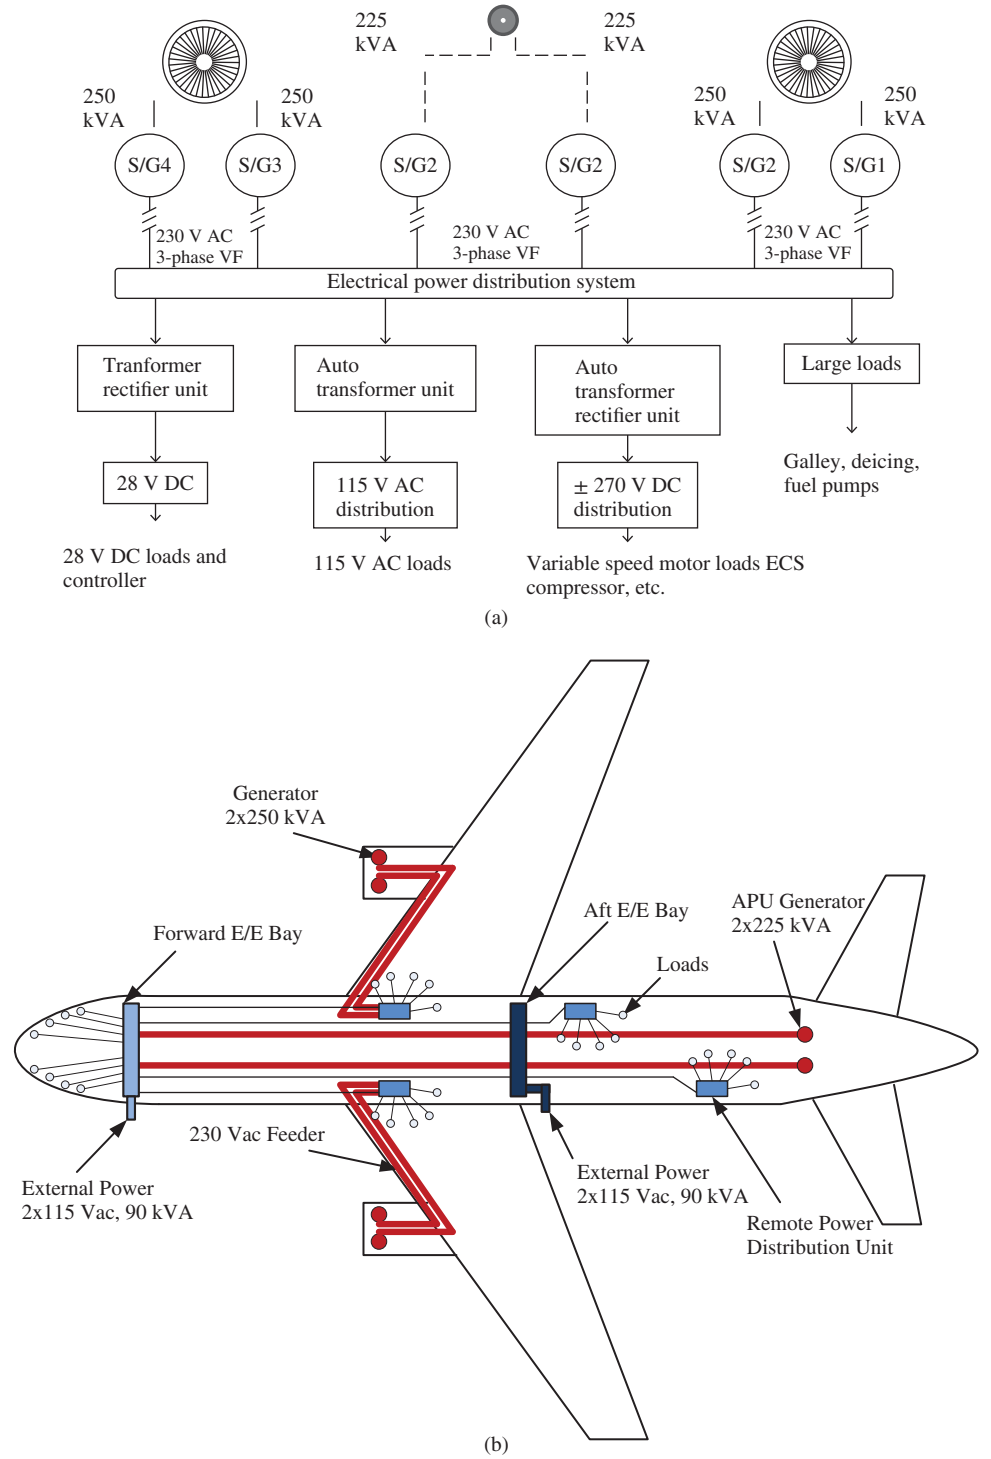 225
kVA
225
kVA
250
kVA
250
kVA
250
kVA
250
kVA
S/G4
S/G3
S/G2
S/G2
S/G2
S/G1
230 V AC
3-phase VF
230 V AC
3-phase VF
230 V AC
3-phase VF
Electrical power distribution system
Tranformer
rectifier unit
Auto
transformer unit
Auto
transformer
rectifier unit
Large loads
28 V DC
115 V AC
distribution
± 270 V DC
distribution
Galley, deicing,
fuel pumps
28 V DC loads and
controller
115 V AC loads
Variable speed motor loads ECS
compressor, etc.
(a)
Generator
2x250 kVA
Forward E/E Bay
Aft E/E Bay
APU Generator
2x225 kVA
Loads
230 Vac Feeder
External Power
2x115 Vac, 90 kVA
External Power
2x115 Vac, 90 kVA
Remote Power
Distribution Unit
(b)